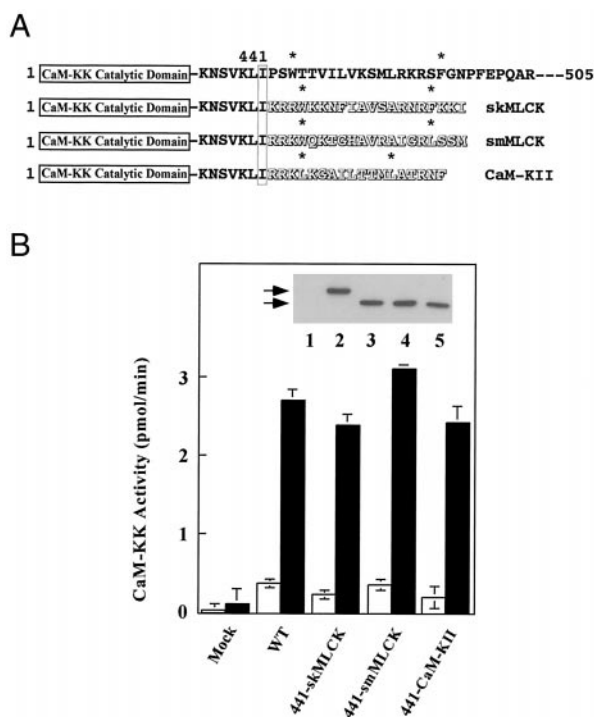 A
441 * *
1 CaM-KK Catalytic Domain -KNSVKLIPSWTTVILVKSMLRKRSFGNPFEPQAR---505
* *
1 CaM-KK Catalytic Domain -KNSVKLIKRRWKKNFIAVSAANRFKKI skMLCK
* *
1 CaM-KK Catalytic Domain -KNSVKLIRRKWQKTGHAVRAIGRLSSM smMLCK
* *
1 CaM-KK Catalytic Domain -KNSVKLIRRKLKGAILTTMLATRNF CaM-KII
B
1 2 3 4 5
CaM-KK Activity (pmol/min)
3
2
1
0
Mock
WT
441-skMLCK
441-smMLCK
441-CaM-KII